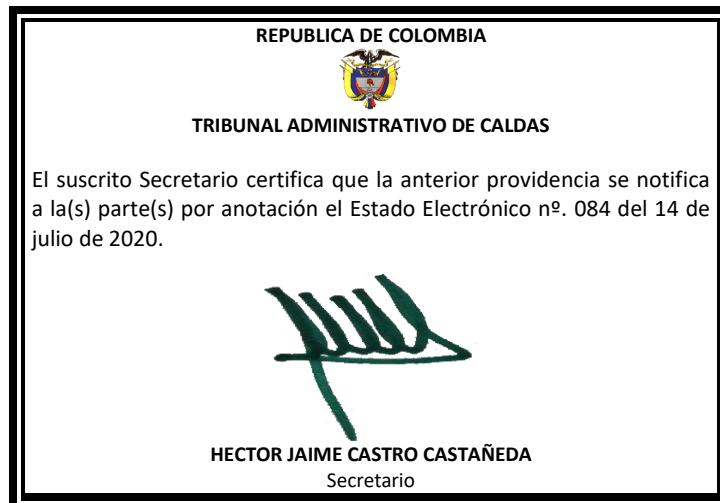 REPUBLICA DE COLOMBIA
TRIBUNAL ADMINISTRATIVO DE CALDAS
El suscrito Secretario certifica que la anterior providencia se notifica
a la(s) parte(s) por anotación el Estado Electrónico nº. 084 del 14 de
julio de 2020.
HECTOR JAIME CASTRO CASTAÑEDA
Secretario